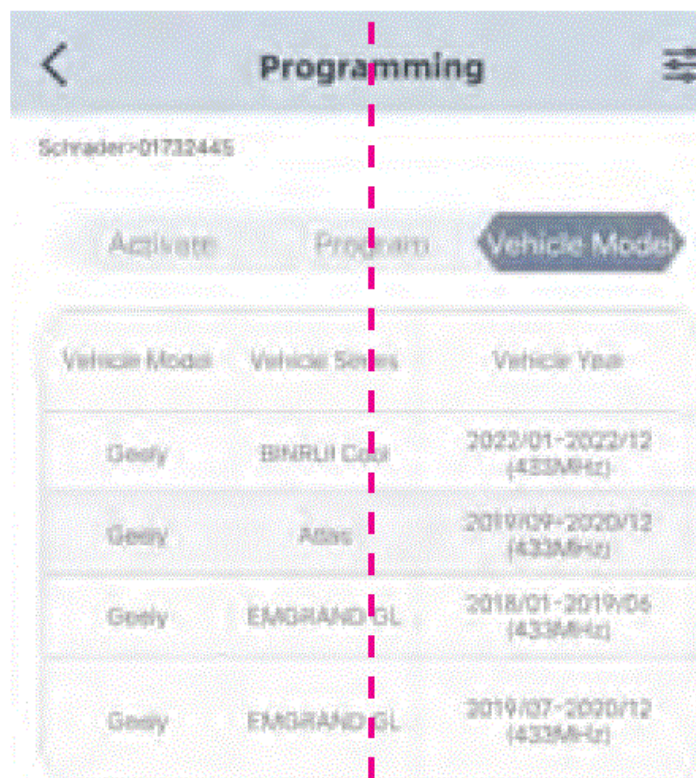 Programming
Schrader>01732445
Activate Program Vehicle Model
Vehicle Model Vehicle Series Vehicle Year
Geely BINRUI Cool 2022/01-2022/12
(433MHz)
Geely Atlas 2019/09-2020/12
(433MHz)
Geely EMGRAND GL 2018/01-2019/06
(433MHz)
Geely EMGRAND GL 2019/07-2020/12
(433MHz)